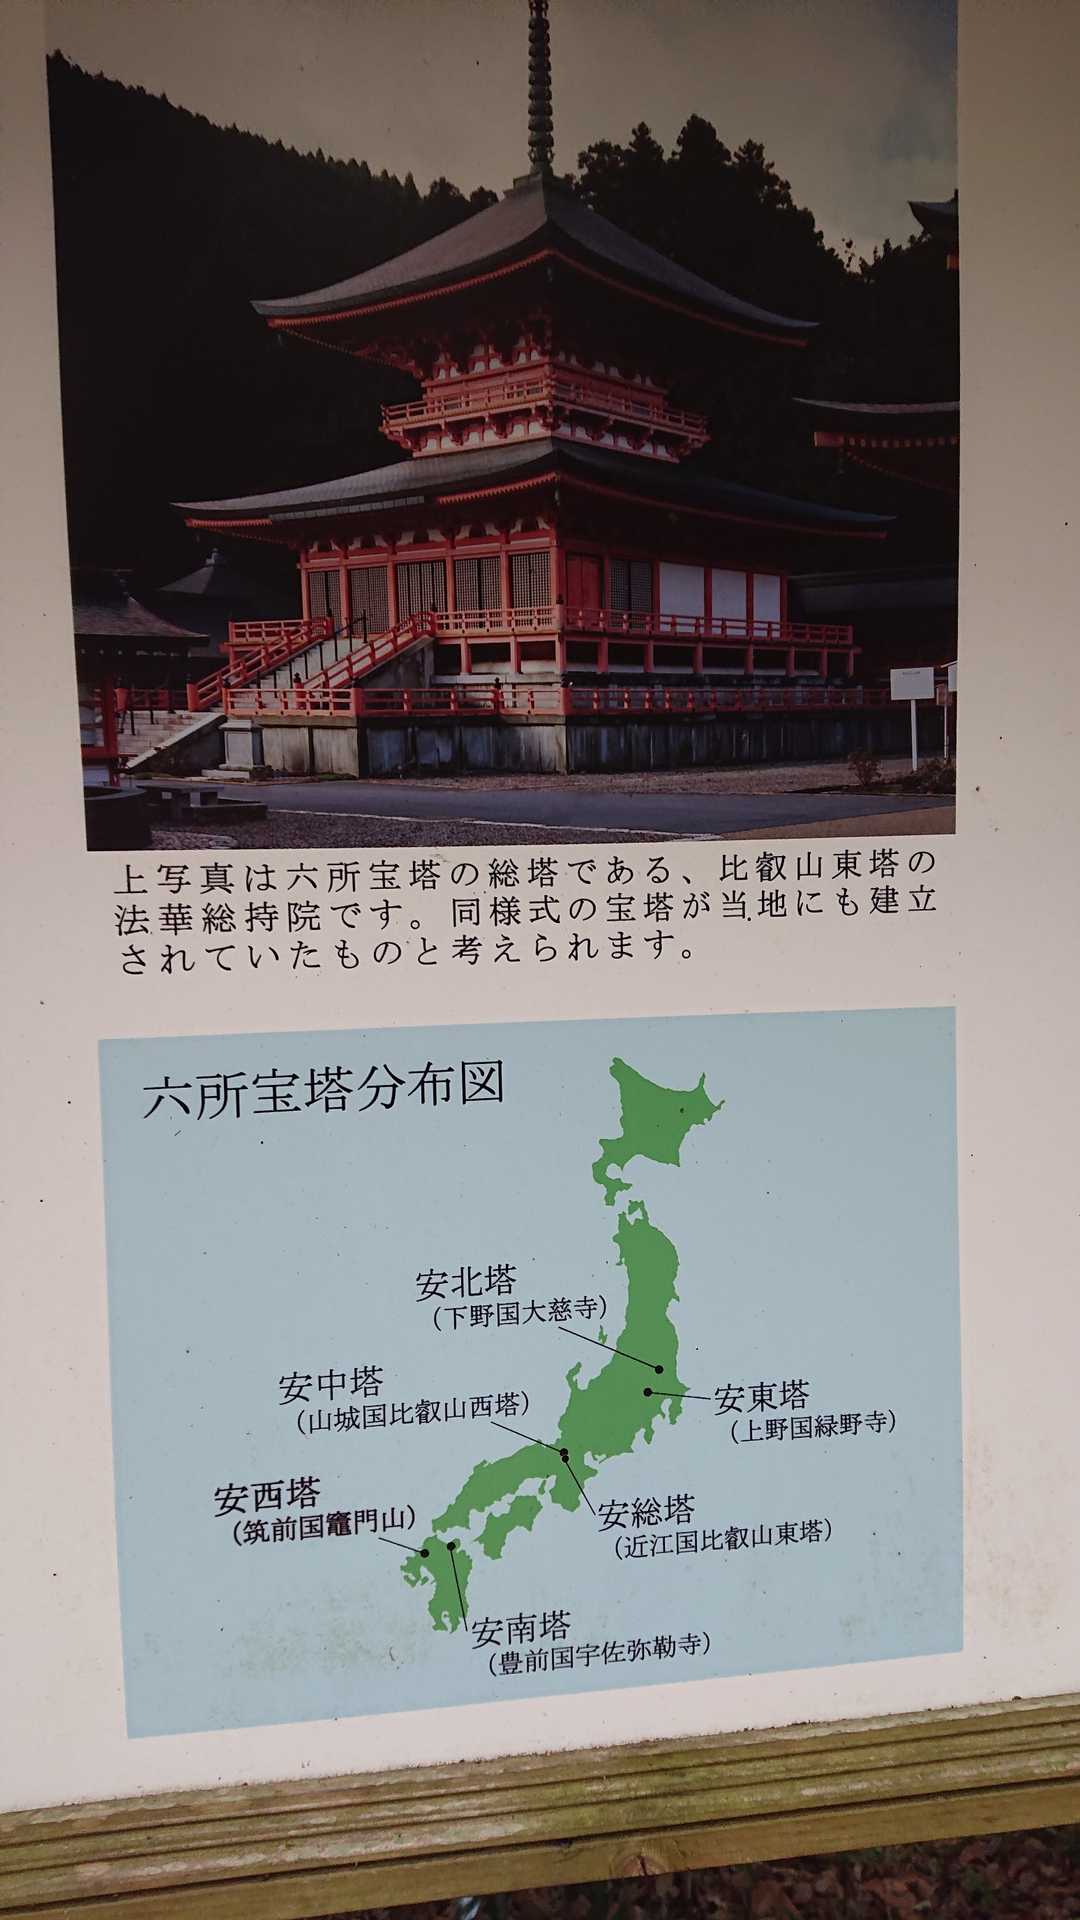 上写真は六所宝塔の総塔である、比叡山東塔の
法華総持院です。同様式の宝塔が当地にも建立
されていたものと考えられます。
六所宝塔分布図
安北塔
（下野国大慈寺）
安中塔
（山城国比叡山西塔）
安東塔
（上野国緑野寺）
安西塔
（筑前国竈門山）
安総塔
（近江国比叡山東塔）
安南塔
（豊前国宇佐弥勒寺）